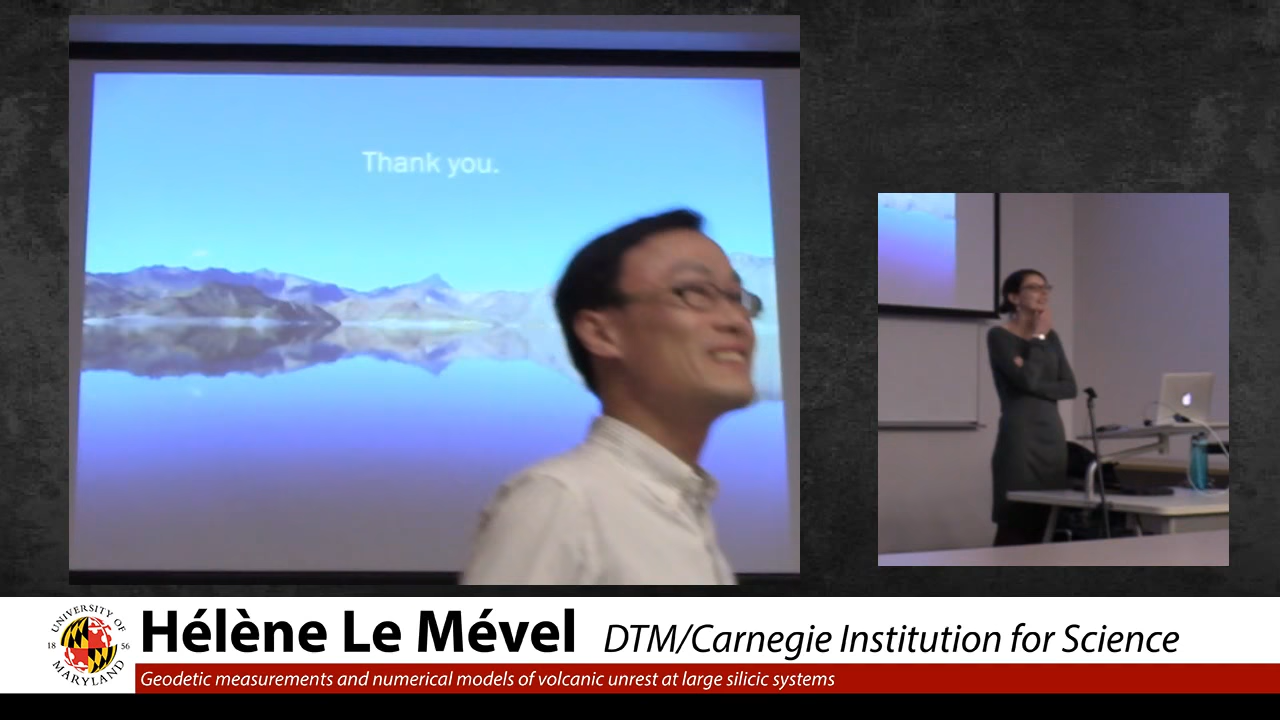 Thank you.
UNIVERSITY OF
18 56
MARYLAND
Hélène Le Mével DTM/Carnegie Institution for Science
Geodetic measurements and numerical models of volcanic unrest at large silicic systems